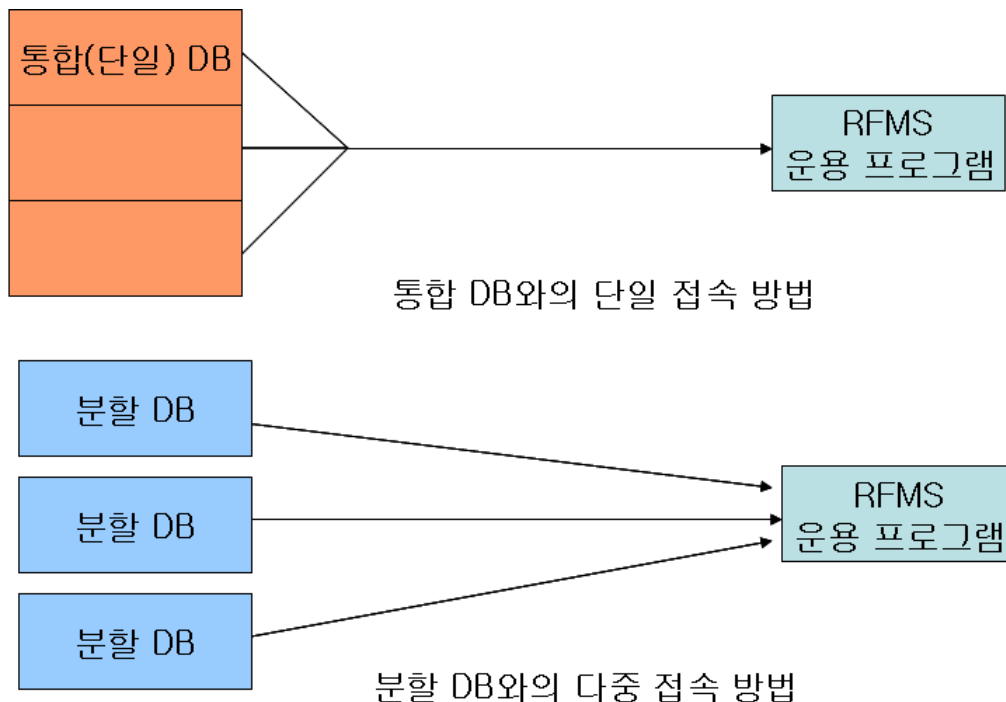 통합(단일) DB
RFMS
운용 프로그램
통합 DB와의 단일 접속 방법
분할 DB
분할 DB
분할 DB
RFMS
운용 프로그램
분할 DB와의 다중 접속 방법